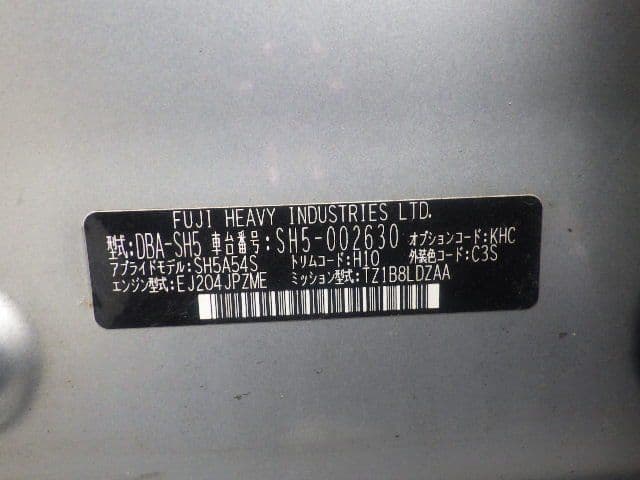 FUJI HEAVY INDUSTRIES LTD.
型式:DBA-SH5 車台番号:SH5-002630 オプションコード:KHC
アプライドモデル:SH5A54S トリムコード:H10 外装色コード:C3S
エンジン型式:EJ204JPZME ミッション型式:TZ1B8LDZAA